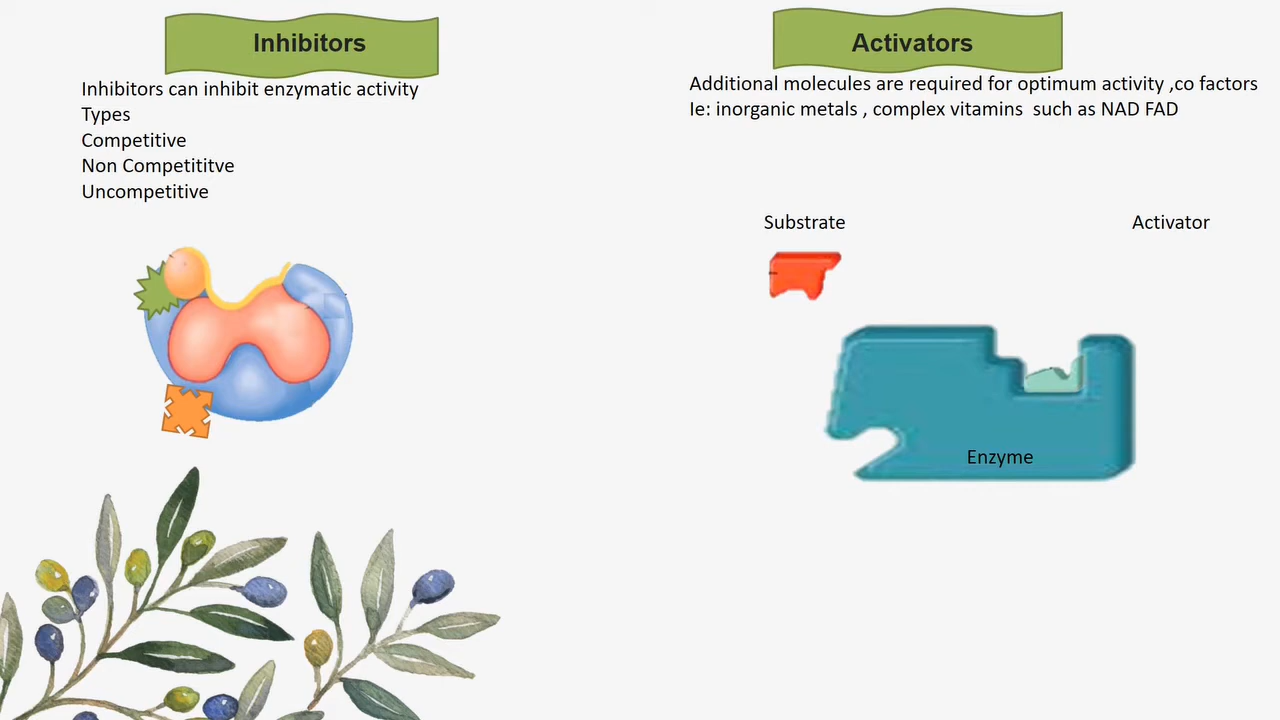 Inhibitors
Inhibitors can inhibit enzymatic activity
Types
Competitive
Non Competititve
Uncompetitive
Activators
Additional molecules are required for optimum activity ,co factors
Ie: inorganic metals , complex vitamins  such as NAD FAD
Substrate
Activator
Enzyme